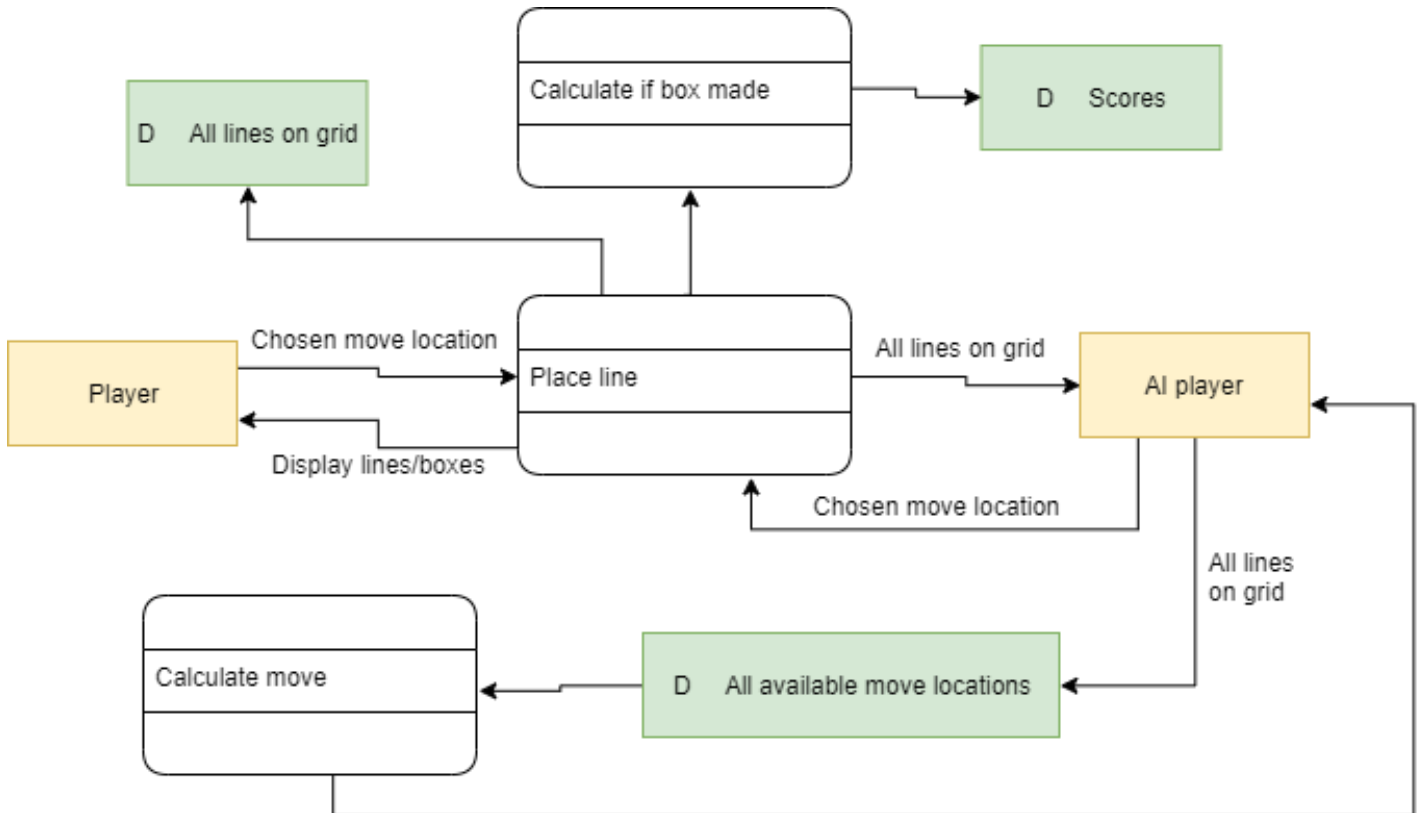 Calculate if box made
D Scores
D All lines on grid
Chosen move location
All lines on grid
Player
Place line
AI player
Display lines/boxes
Chosen move location
All lines
on grid
Calculate move
D All available move locations